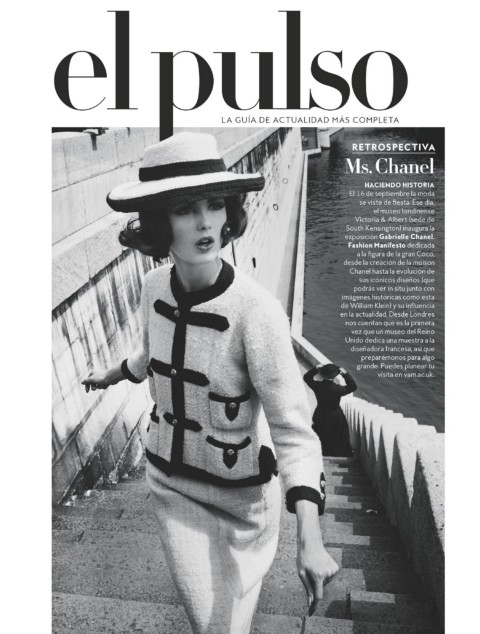 el pulso
LA GUÍA DE ACTUALIDAD MÁS COMPLETA
RETROSPECTIVA
Ms. Chanel
HACIENDO HISTORIA
El 16 de septiembre la moda
se viste de fiesta. Ese día,
el museo londinense
Victoria & Albert (sede de
South Kensington) inaugura la
exposición Gabrielle Chanel.
Fashion Manifesto dedicada
a la figura de la gran Coco,
desde la creación de la maison
Chanel hasta la evolución de
sus icónicos diseños (que
podrás ver in situ junto con
imágenes históricas como esta
de William Klein) y su influencia
en la actualidad. Desde Londres
nos cuentan que es la primera
vez que un museo del Reino
Unido dedica una muestra a la
diseñadora francesa, así que
preparémonos para algo
grande. Puedes planear tu
visita en vam.ac.uk.